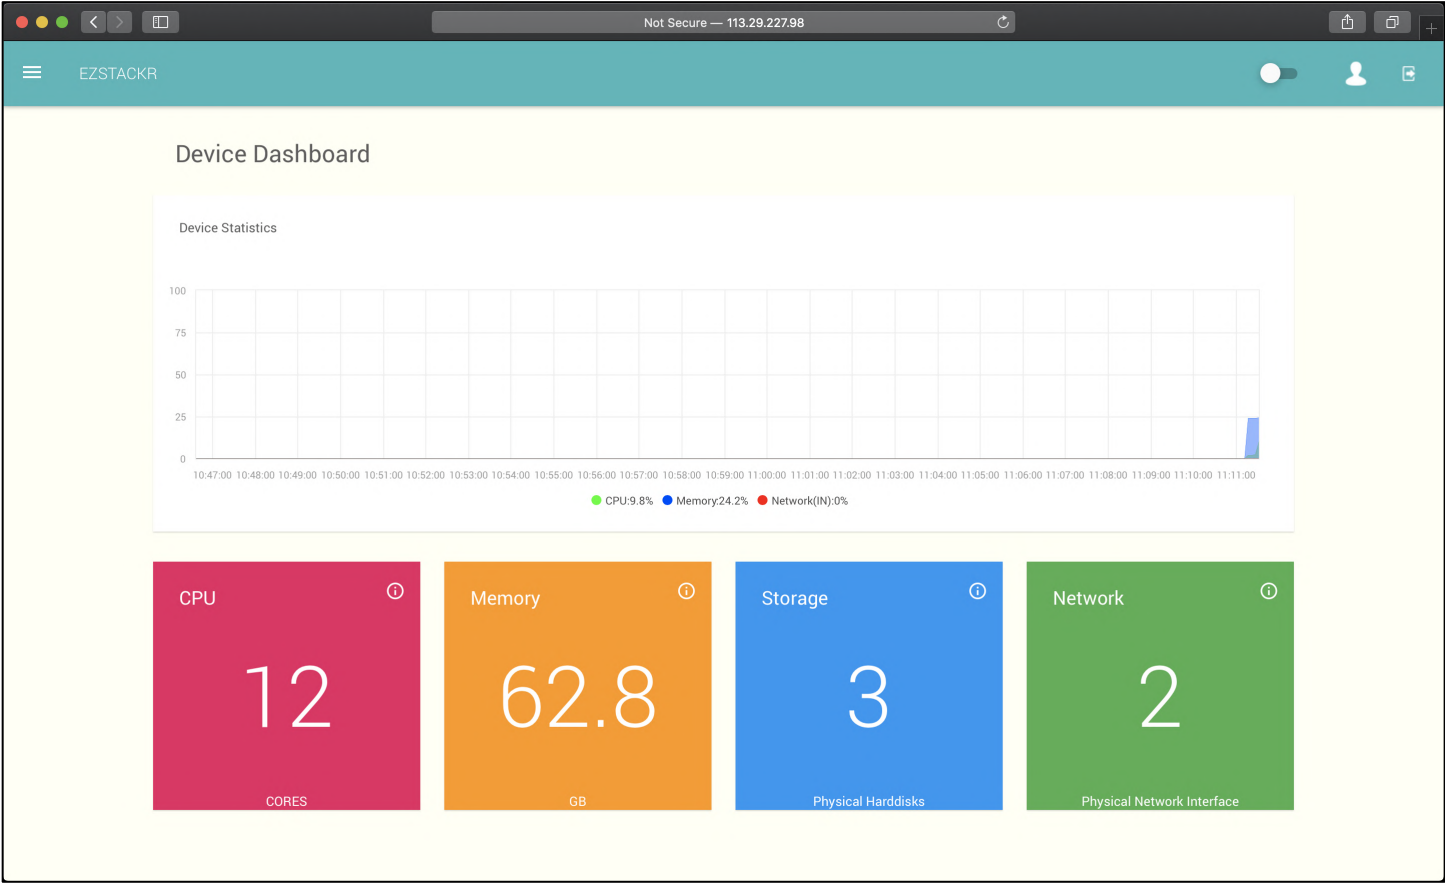 Not Secure — 113.29.227.98
EZSTACKR
Device Dashboard
Device Statistics
100
75
50
25
0
10:47:00 10:48:00 10:49:00 10:50:00 10:51:00 10:52:00 10:53:00 10:54:00 10:55:00 10:56:00 10:57:00 10:58:00 10:59:00 11:00:00 11:01:00 11:02:00 11:03:00 11:04:00 11:05:00 11:06:00 11:07:00 11:08:00 11:09:00 11:10:00 11:11:00
CPU:9.8% Memory:24.2% Network(IN):0%
CPU
12
CORES
Memory
62.8
GB
Storage
3
Physical Harddisks
Network
2
Physical Network Interface